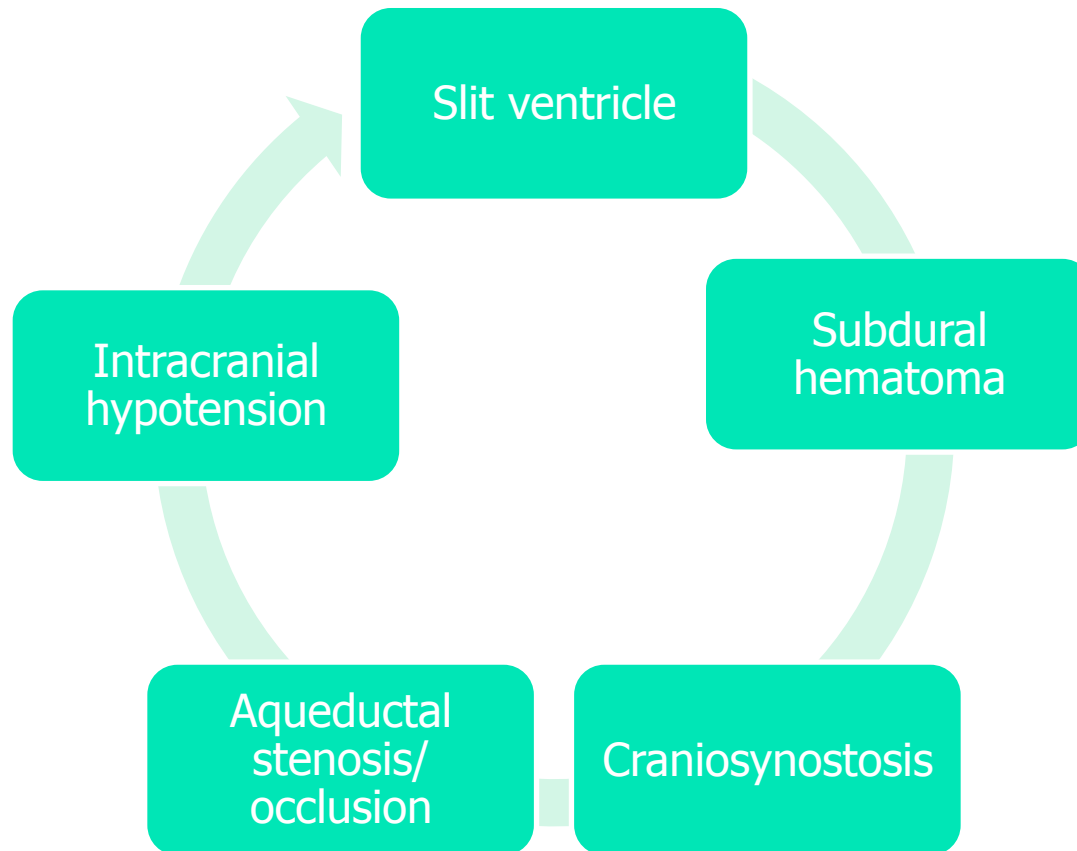 Slit ventricle
Subdural
hematoma
Craniosynostosis
Aqueductal
stenosis/
occlusion
Intracranial
hypotension